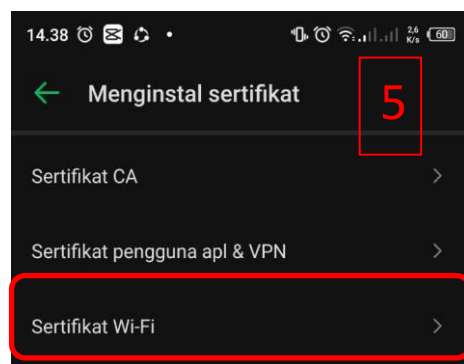 14.38 2,6 K/s 60
Menginstal sertifikat
5
Sertifikat CA
Sertifikat pengguna apl & VPN
Sertifikat Wi-Fi